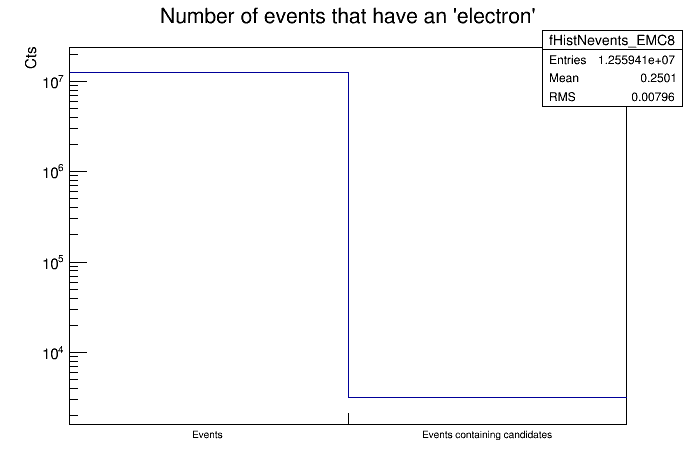 Number of events that have an 'electron'
fHistNevents_EMC8
Entries 1.255941e+07
Mean 0.2501
RMS 0.00796
Cts
10^7
10^6
10^5
10^4
Events
Events containing candidates